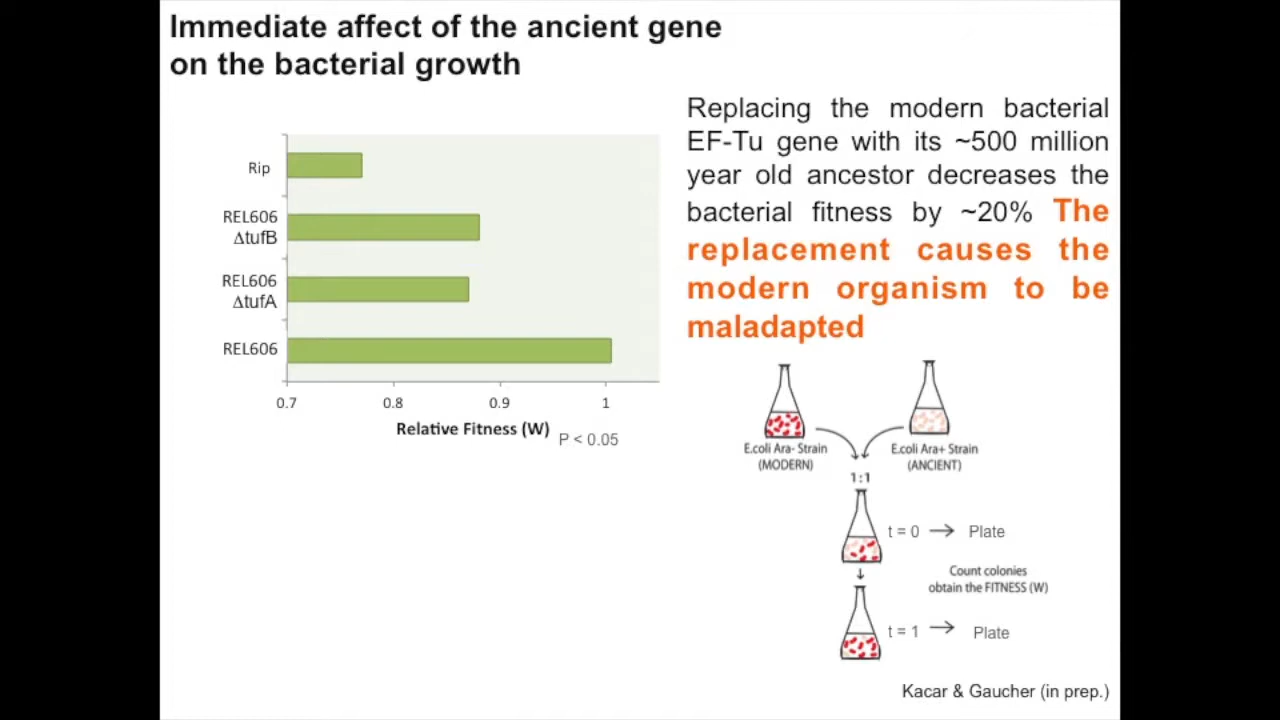 Immediate affect of the ancient gene
on the bacterial growth
Replacing the modern bacterial
EF-Tu gene with its ~500 million
year old ancestor decreases the
bacterial fitness by ~20% The
replacement causes the
modern organism to be
maladapted
Rip
REL606
ΔtufB
REL606
ΔtufA
REL606
0.7 0.8 0.9 1
Relative Fitness (W)
P < 0.05
E.coli Ara- Strain
(MODERN)
E.coli Ara+ Strain
(ANCIENT)
1:1
t = 0 → Plate
Count colonies
obtain the FITNESS (W)
t = 1 → Plate
Kacar & Gaucher (in prep.)